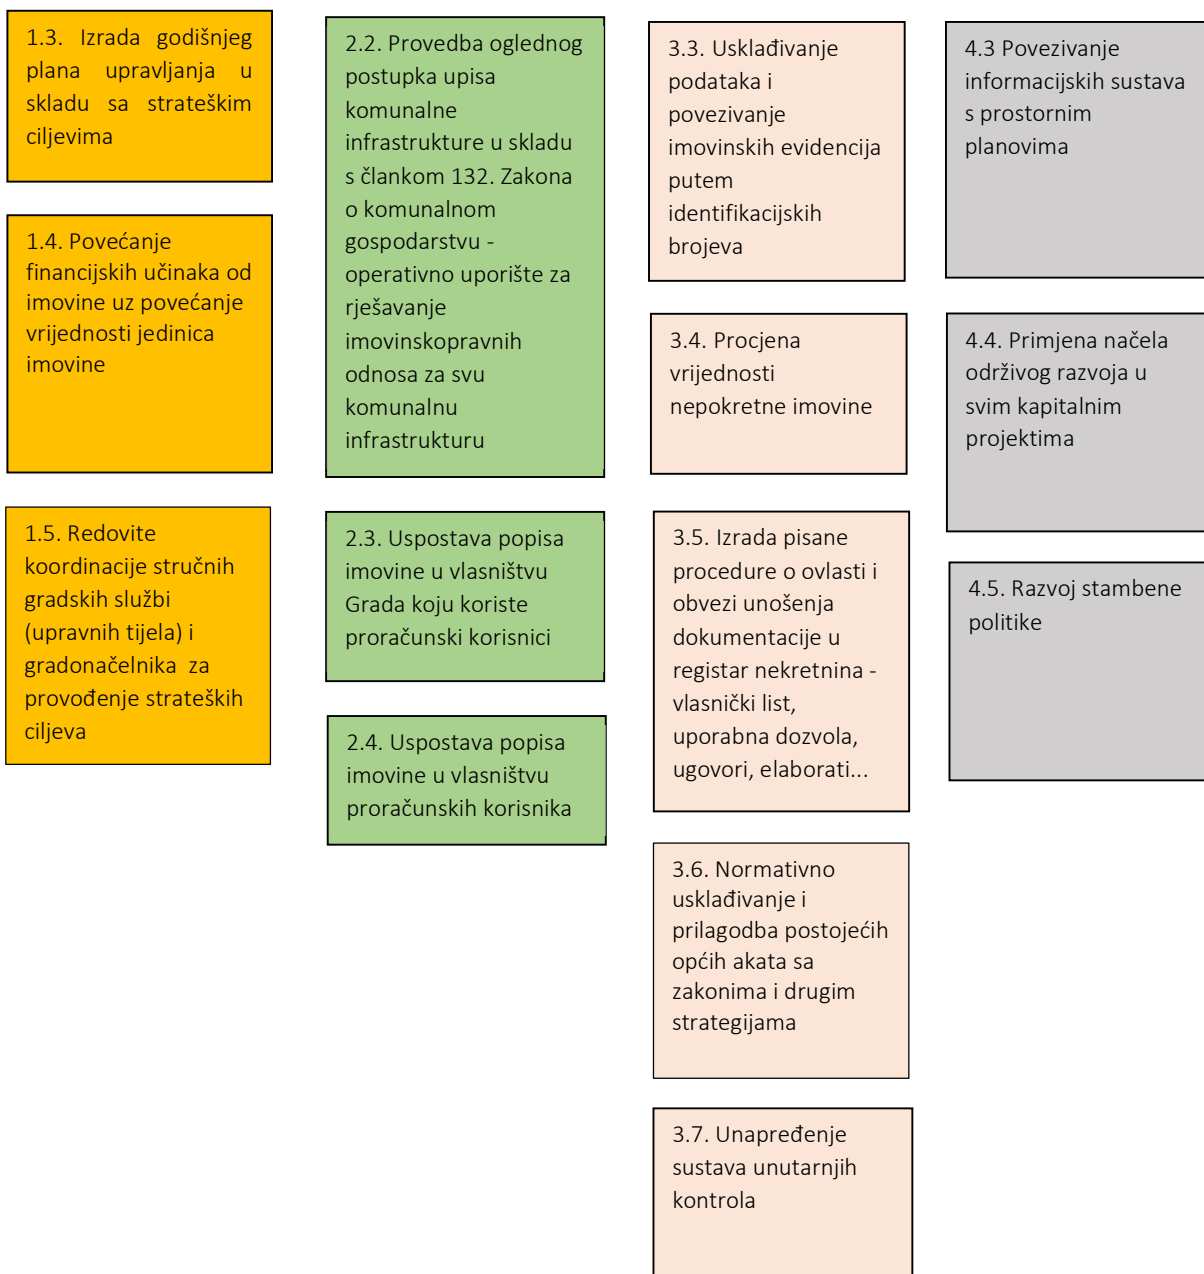 1.3. Izrada godišnjeg
plana upravljanja u
skladu sa strateškim
ciljevima
1.4. Povećanje
financijskih učinaka od
imovine uz povećanje
vrijednosti jedinica
imovine
1.5. Redovite
koordinacije stručnih
gradskih službi
(upravnih tijela) i
gradonačelnika za
provođenje strateških
ciljeva
2.2. Provedba oglednog
postupka upisa
komunalne
infrastrukture u skladu
s člankom 132. Zakona
o komunalnom
gospodarstvu -
operativno uporište za
rješavanje
imovinskopravnih
odnosa za svu
komunalnu
infrastrukturu
2.3. Uspostava popisa
imovine u vlasništvu
Grada koju koriste
proračunski korisnici
2.4. Uspostava popisa
imovine u vlasništvu
proračunskih korisnika
3.3. Usklađivanje
podataka i
povezivanje
imovinskih evidencija
putem
identifikacijskih
brojeva
3.4. Procjena
vrijednosti
nepokretne imovine
3.5. Izrada pisane
procedure o ovlasti i
obvezi unošenja
dokumentacije u
registar nekretnina -
vlasnički list,
uporabna dozvola,
ugovori, elaborati...
3.6. Normativno
usklađivanje i
prilagodba postojećih
općih akata sa
zakonima i drugim
strategijama
3.7. Unapređenje
sustava unutarnjih
kontrola
4.3 Povezivanje
informacijskih sustava
s prostornim
planovima
4.4. Primjena načela
održivog razvoja u
svim kapitalnim
projektima
4.5. Razvoj stambene
politike